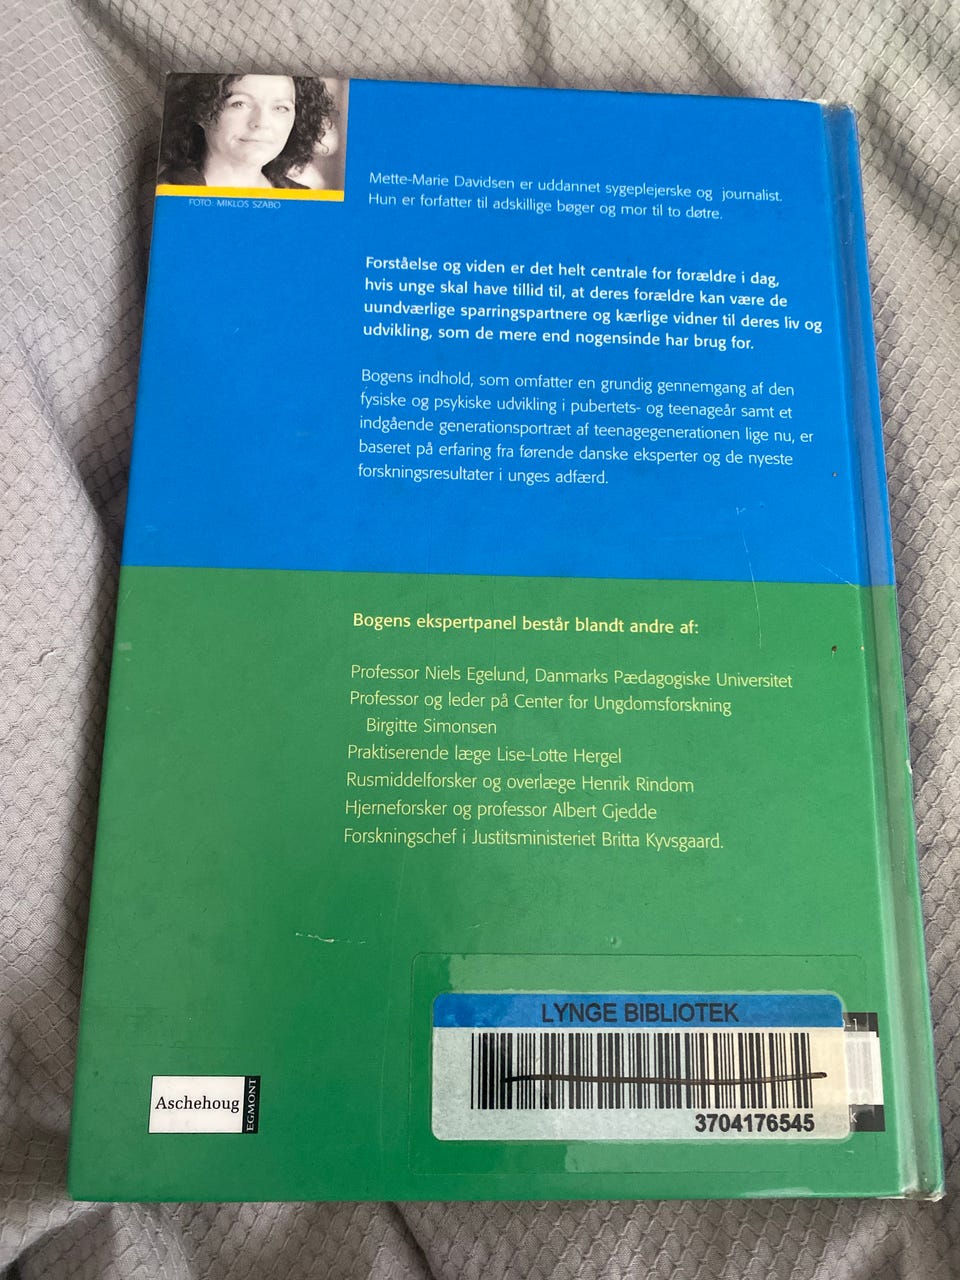 FOTO: MIKLOS SZABO
Mette-Marie Davidsen er uddannet sygeplejerske og journalist.
Hun er forfatter til adskillige bøger og mor til to døtre.
Forståelse og viden er det helt centrale for forældre i dag,
hvis unge skal have tillid til, at deres forældre kan være de
uundværlige sparringspartnere og kærlige vidner til deres liv og
udvikling, som de mere end nogensinde har brug for.
Bogens indhold, som omfatter en grundig gennemgang af den
fysiske og psykiske udvikling i pubertets- og teenageår samt et
indgående generationsportræt af teenagegenerationen lige nu, er
baseret på erfaring fra førende danske eksperter og de nyeste
forskningsresultater i unges adfærd.
Bogens ekspertpanel består blandt andre af:
Professor Niels Egelund, Danmarks Pædagogiske Universitet
Professor og leder på Center for Ungdomsforskning
Birgitte Simonsen
Praktiserende læge Lise-Lotte Hergel
Rusmiddelforsker og overlæge Henrik Rindom
Hjerneforsker og professor Albert Gjedde
Forskningschef i Justitsministeriet Britta Kyvsgaard.
LYNGE BIBLIOTEK
3704176545
Aschehoug
EGMONT